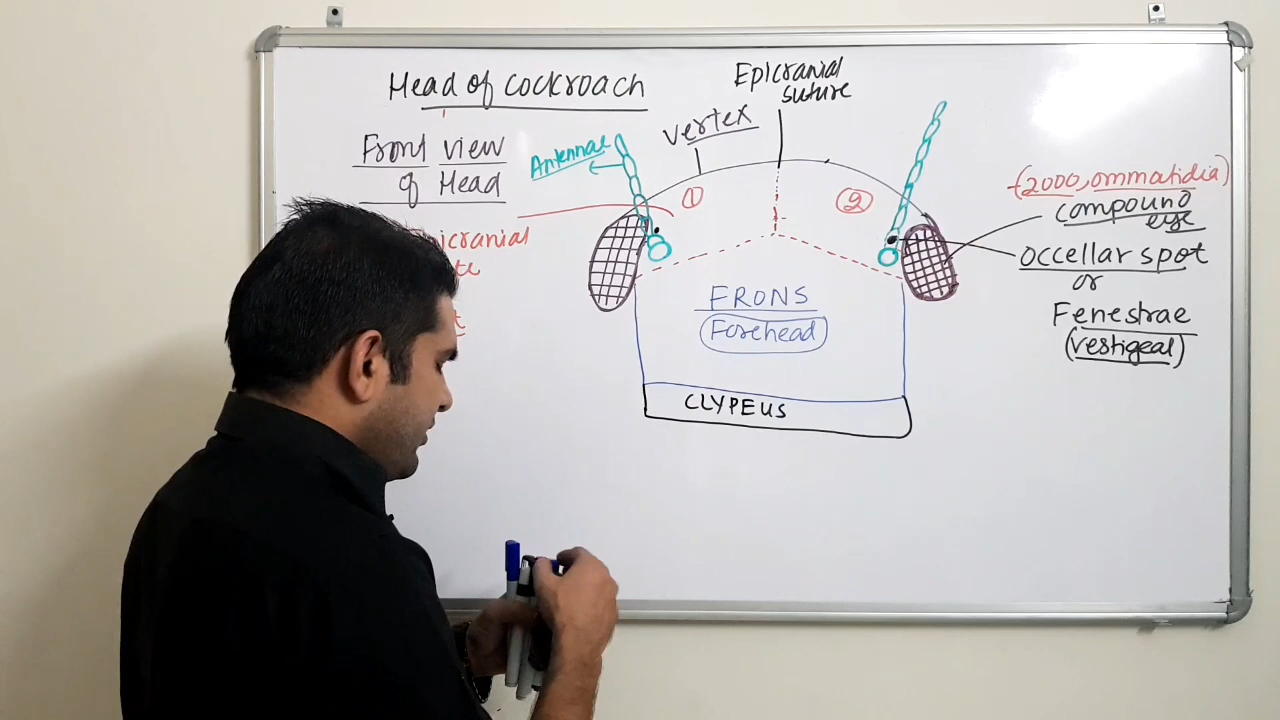 Head of cockroach
Front view
of Head
Antennae
vertex
Epicranial
suture
①
②
(2000, ommatidia)
compound
eye
occellar spot
or
Fenestrae
(vestigeal)
FRONS
Forehead
CLYPEUS